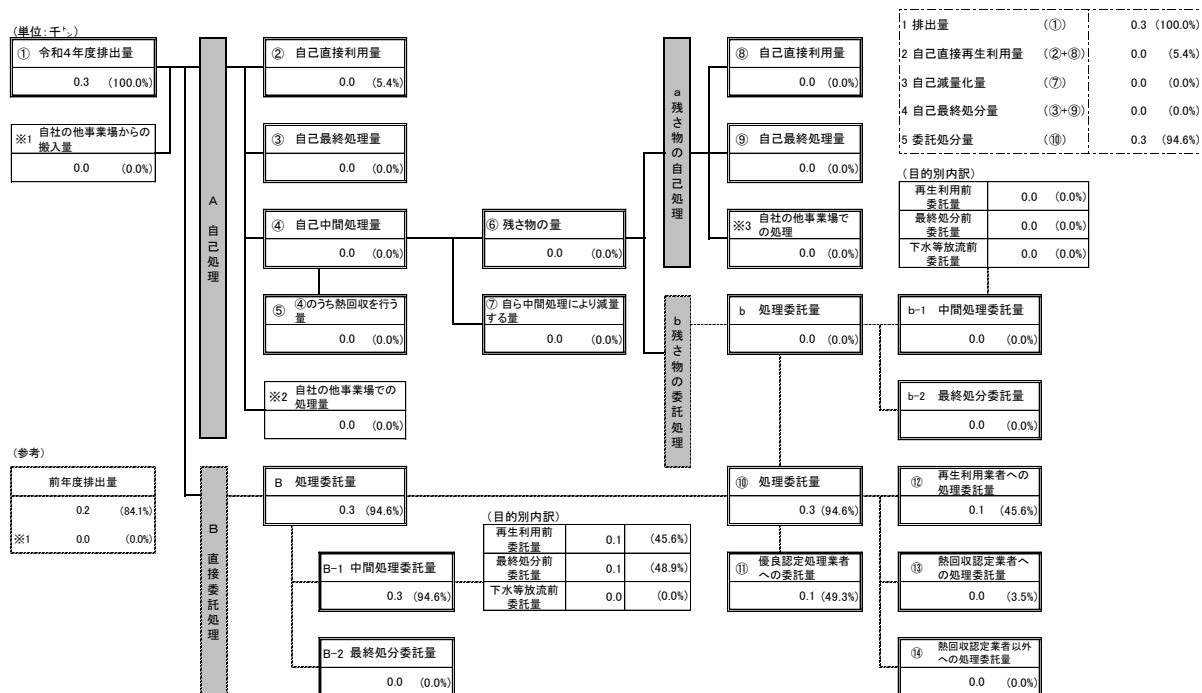 (単位:千㌧)
① 令和4年度排出量
0.3 (100.0%)
※1 自社の他事業場からの
搬入量
0.0 (0.0%)
A 自己処理
② 自己直接利用量
0.0 (5.4%)
③ 自己最終処理量
0.0 (0.0%)
④ 自己中間処理量
0.0 (0.0%)
⑤ ④のうち熱回収を行う
量
0.0 (0.0%)
※2 自社の他事業場での
処理量
0.0 (0.0%)
⑥ 残さ物の量
0.0 (0.0%)
⑦ 自ら中間処理により減量
する量
0.0 (0.0%)
a 残さ物の自己処理
⑧ 自己直接利用量
0.0 (0.0%)
⑨ 自己最終処理量
0.0 (0.0%)
※3 自社の他事業場で
の処理
0.0 (0.0%)
b 残さ物の委託処理
b 処理委託量
0.0 (0.0%)
1 排出量 (①) 0.3 (100.0%)
2 自己直接再生利用量 (②+⑧) 0.0 (5.4%)
3 自己減量化量 (⑦) 0.0 (0.0%)
4 自己最終処分量 (③+⑨) 0.0 (0.0%)
5 委託処分量 (⑩) 0.3 (94.6%)
(目的別内訳)
再生利用前
委託量 0.0 (0.0%)
最終処分前
委託量 0.0 (0.0%)
下水等放流前
委託量 0.0 (0.0%)
b-1 中間処理委託量
0.0 (0.0%)
b-2 最終処分委託量
0.0 (0.0%)
(参考)
前年度排出量
0.2 (84.1%)
※1 0.0 (0.0%)
B 直接委託処理
B 処理委託量
0.3 (94.6%)
B-1 中間処理委託量
0.3 (94.6%)
B-2 最終処分委託量
0.0 (0.0%)
(目的別内訳)
再生利用前
委託量 0.1 (45.6%)
最終処分前
委託量 0.1 (48.9%)
下水等放流前
委託量 0.0 (0.0%)
⑩ 処理委託量
0.3 (94.6%)
⑪ 優良認定処理業者
への委託量
0.1 (49.3%)
⑫ 再生利用業者への
処理委託量
0.1 (45.6%)
⑬ 熱回収認定業者へ
の処理委託量
0.0 (3.5%)
⑭ 熱回収認定業者以外
への処理委託量
0.0 (0.0%)